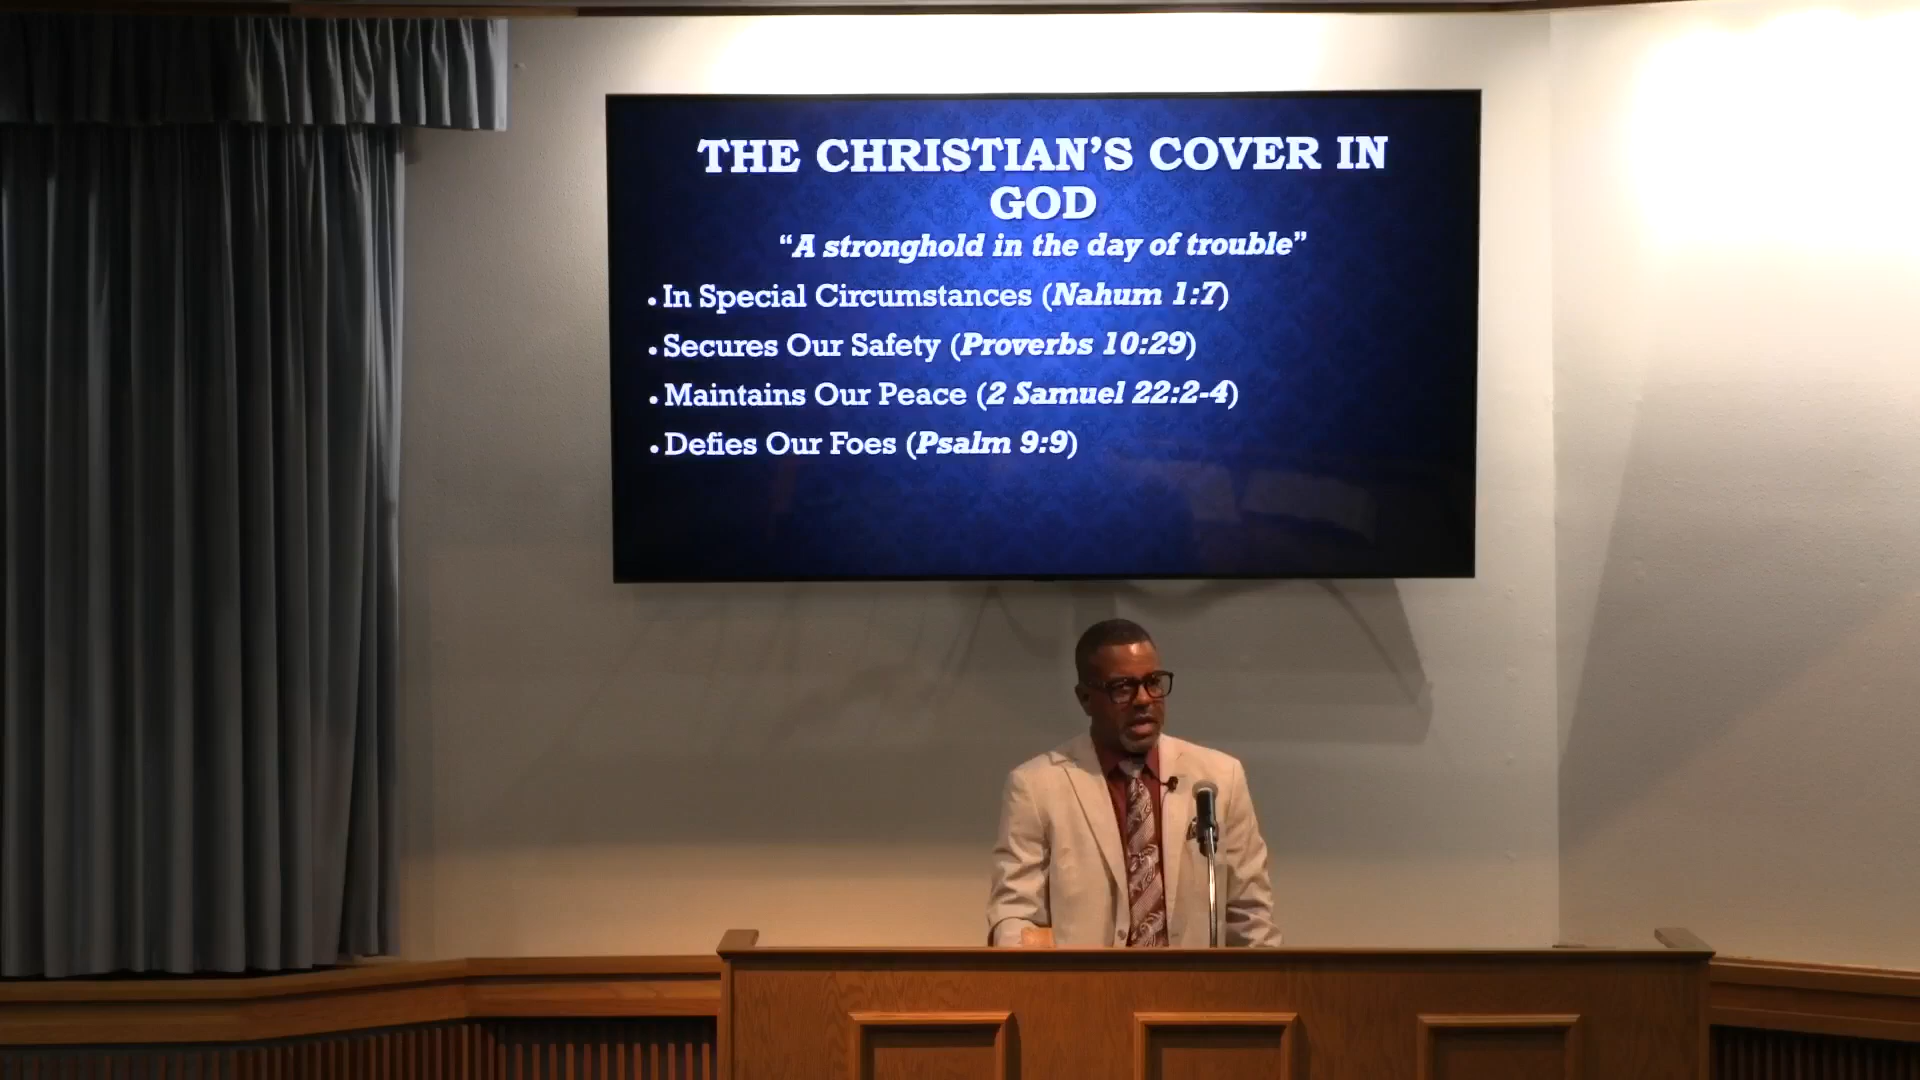 THE CHRISTIAN’S COVER IN
GOD
“A stronghold in the day of trouble”
• In Special Circumstances (Nahum 1:7)
• Secures Our Safety (Proverbs 10:29)
• Maintains Our Peace (2 Samuel 22:2-4)
• Defies Our Foes (Psalm 9:9)